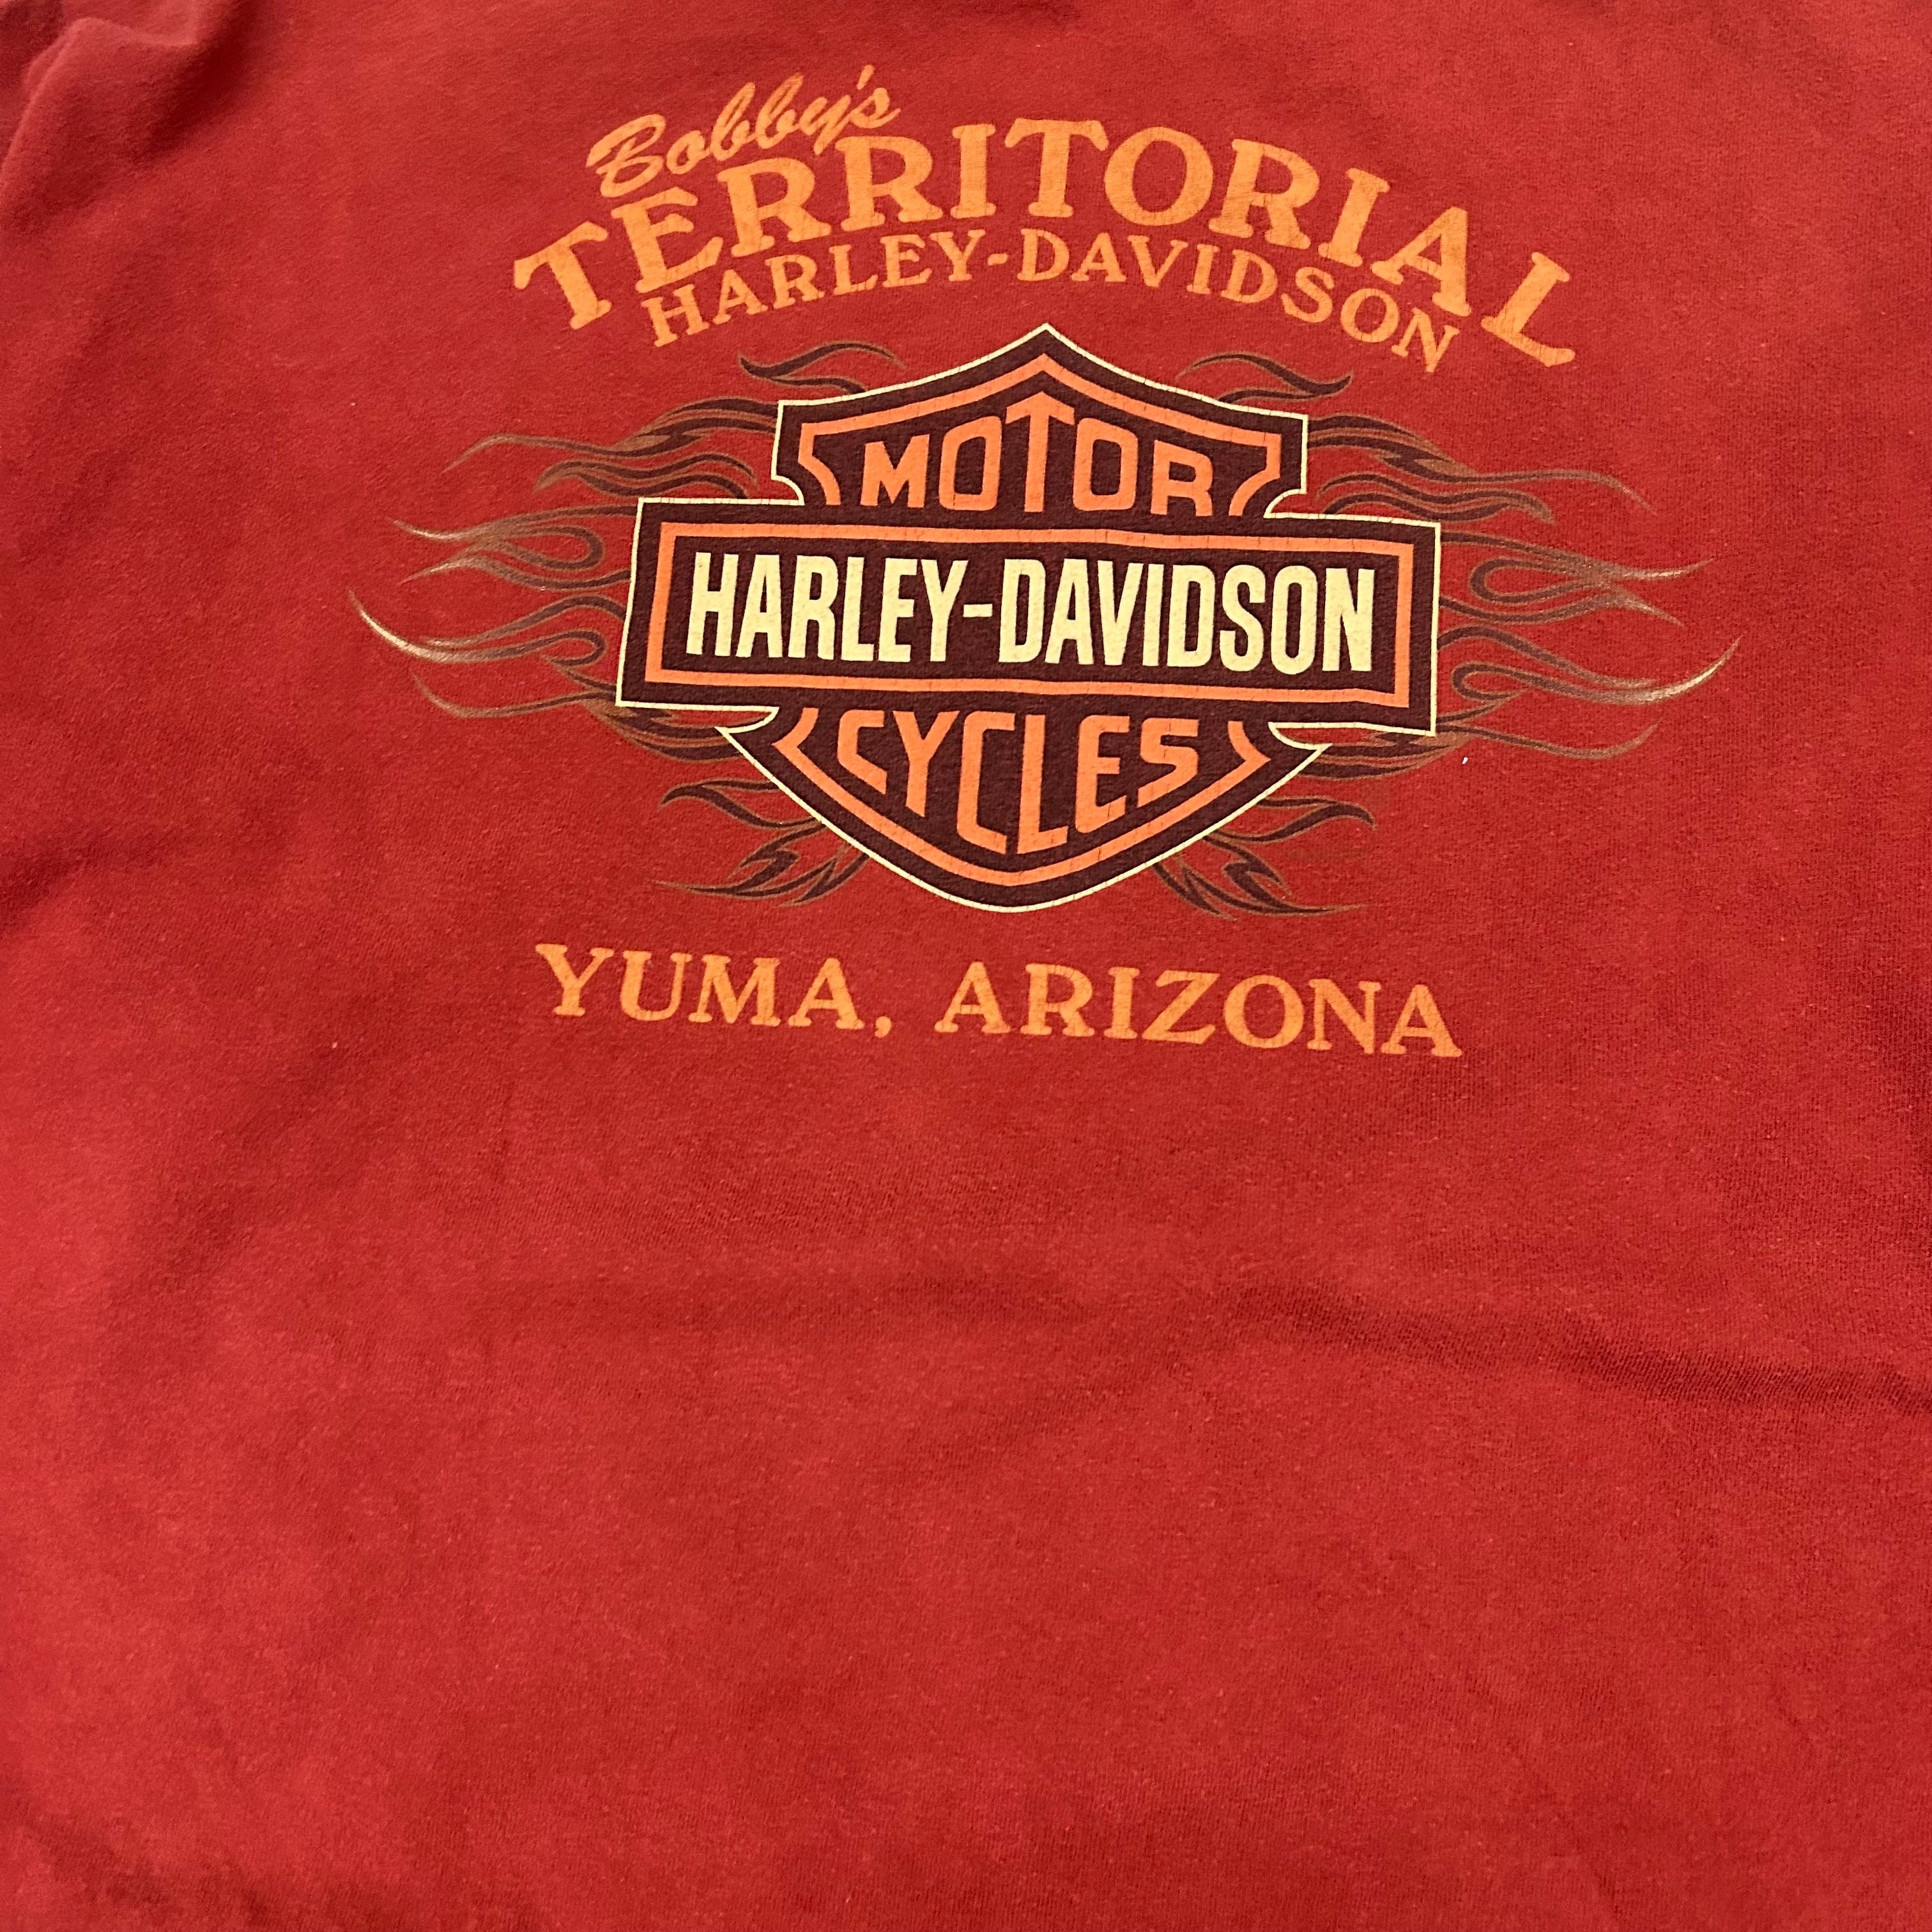 Bobby's
TERRITORIAL
HARLEY-DAVIDSON
MOTOR
HARLEY-DAVIDSON
CYCLES
YUMA, ARIZONA